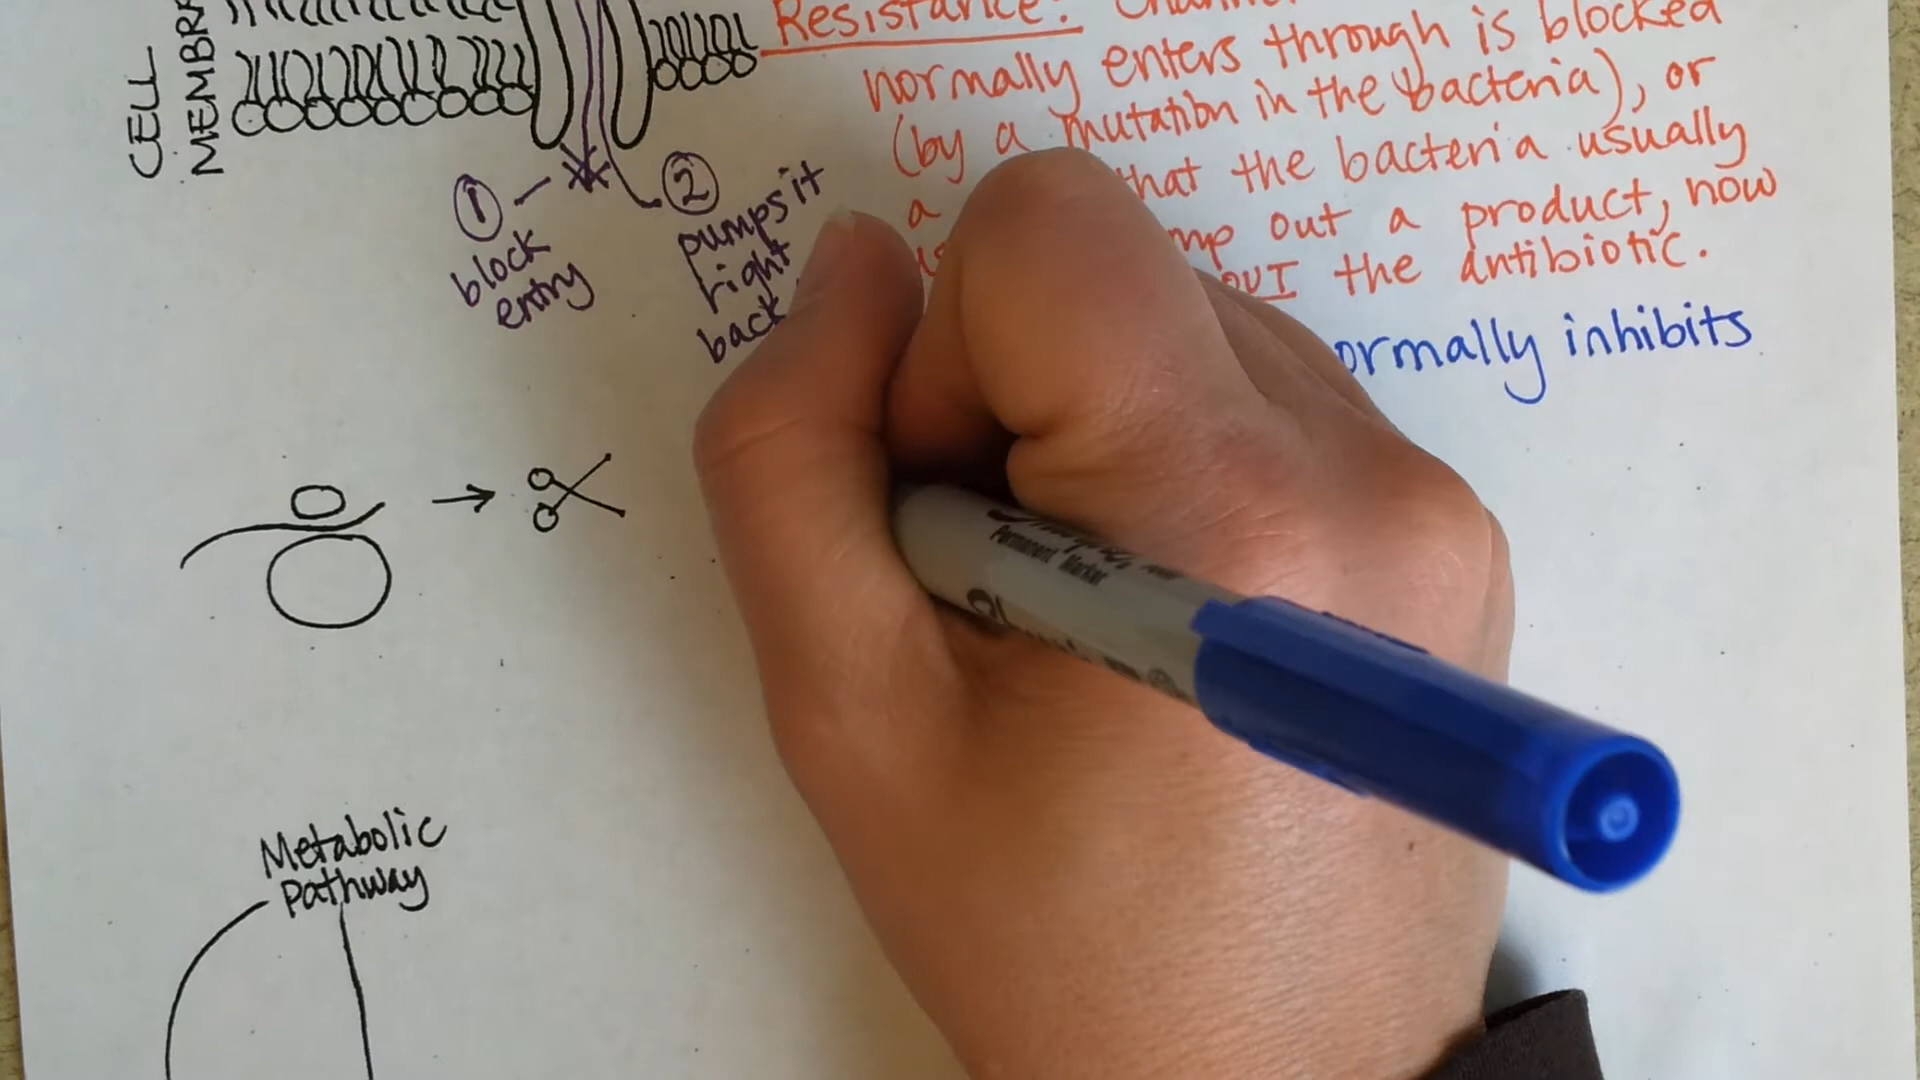 CELL
MEMBRA
Resistance:
normally enters through is blocked
(by a mutation in the bacteria), or
a that the bacteria usually
out a product, now
OUT the antibiotic.
ormally inhibits
① block
entry
② pumps it
right
back
Permanent Marker
Metabolic
Pathway